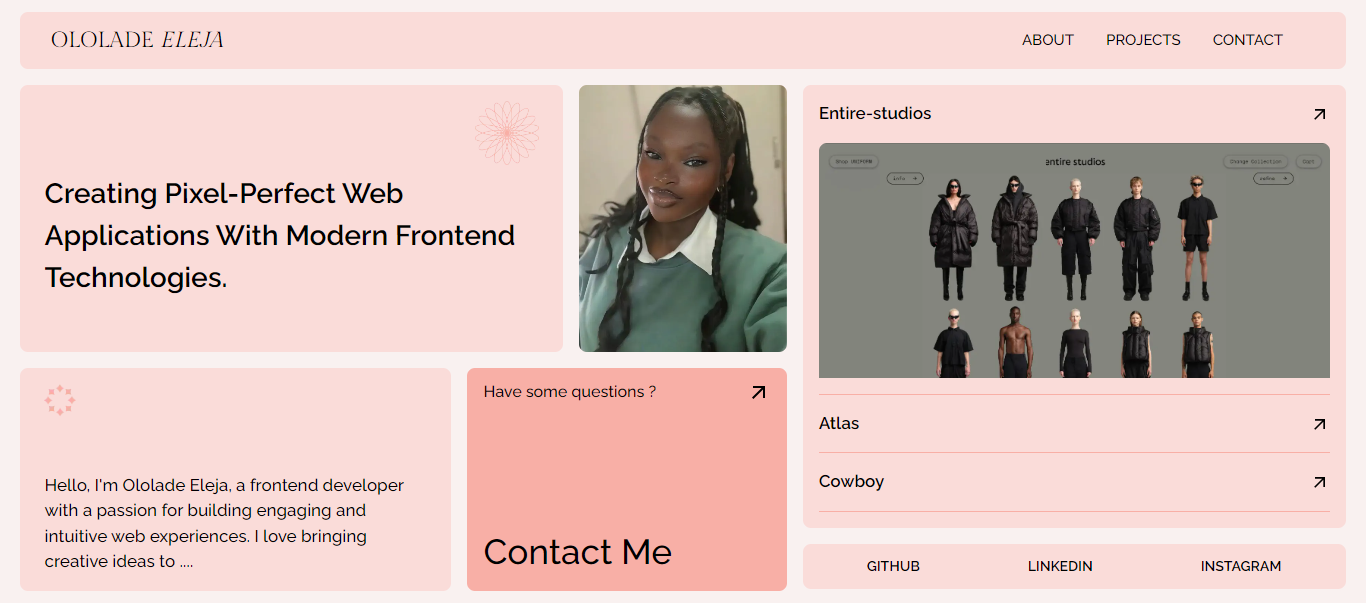 OLOLADE ELEJA
ABOUT PROJECTS CONTACT
Creating Pixel-Perfect Web
Applications With Modern Frontend
Technologies.
Hello, I'm Ololade Eleja, a frontend developer
with a passion for building engaging and
intuitive web experiences. I love bringing
creative ideas to ....
Have some questions ?
Contact Me
Entire-studios
Shop UNIFORM
entire studios
Change Collection
Cart
info
refine
Atlas
Cowboy
GITHUB LINKEDIN INSTAGRAM